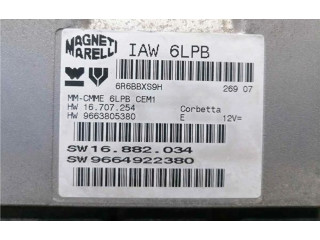 MAGNETI
MARELLI
IAW 6LPB
6R6BBXS9H 269 07
MM-CMME 6LPB CEM1
HW 16.707.254 Corbetta
HW 9663805380 E 12V=
SW16.882.034
SW9664922380